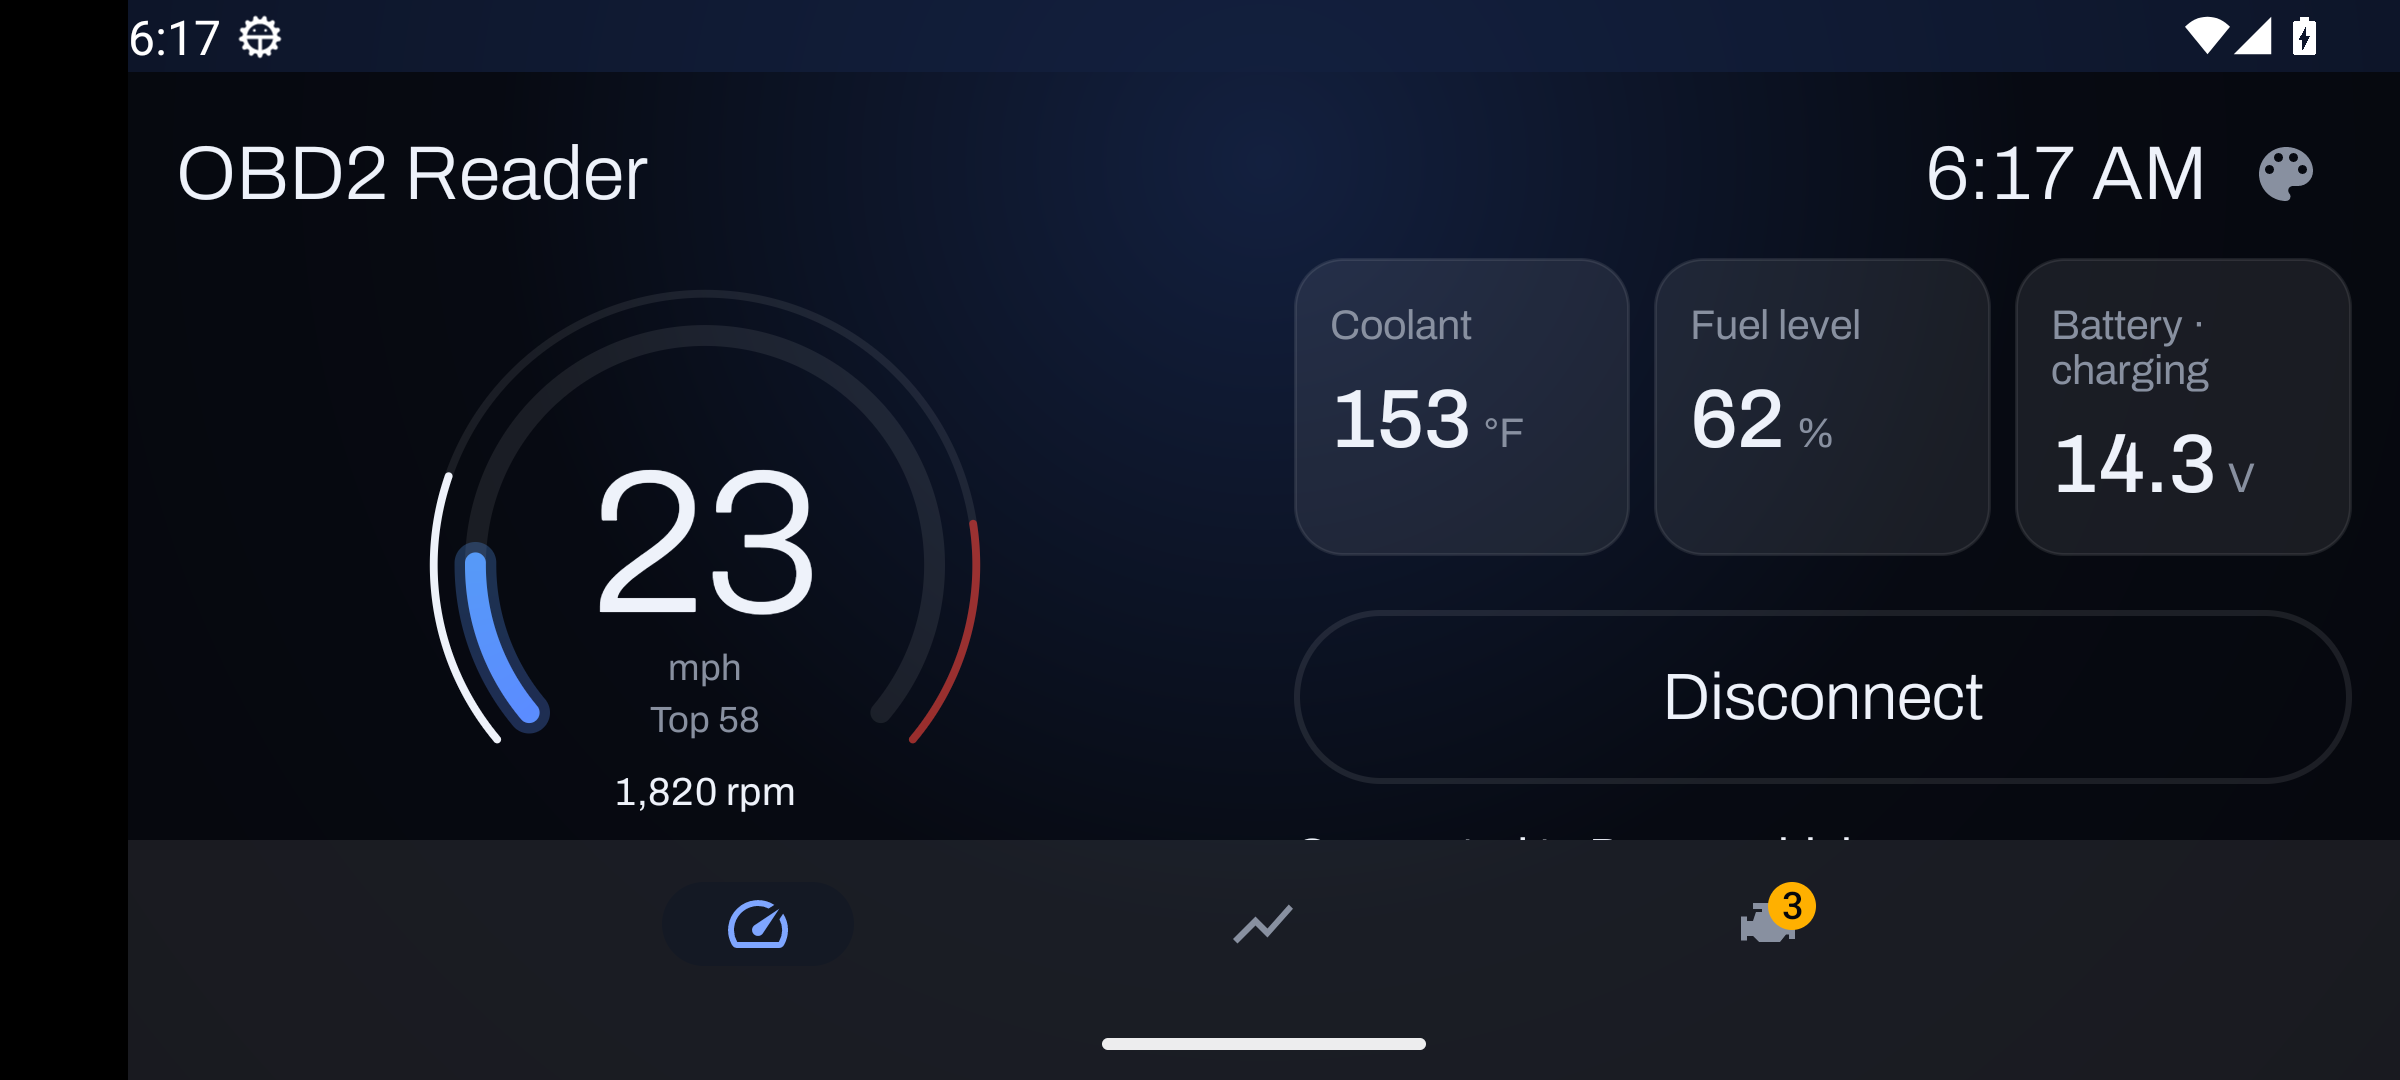 6:17
OBD2 Reader
6:17 AM
23
mph
Top 58
1,820 rpm
Coolant
153 °F
Fuel level
62 %
Battery ·
charging
14.3 V
Disconnect
3